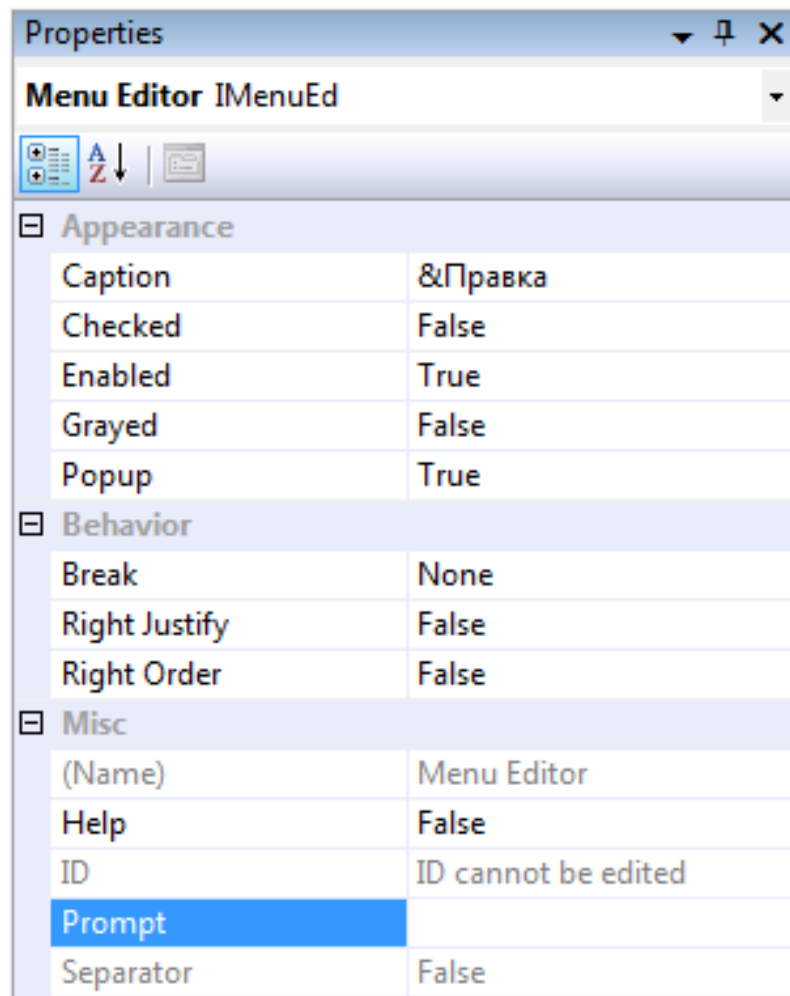 Properties
Menu Editor IMenuEd
A
Z
Appearance
Caption &Правка
Checked False
Enabled True
Grayed False
Popup True
Behavior
Break None
Right Justify False
Right Order False
Misc
(Name) Menu Editor
Help False
ID ID cannot be edited
Prompt
Separator False